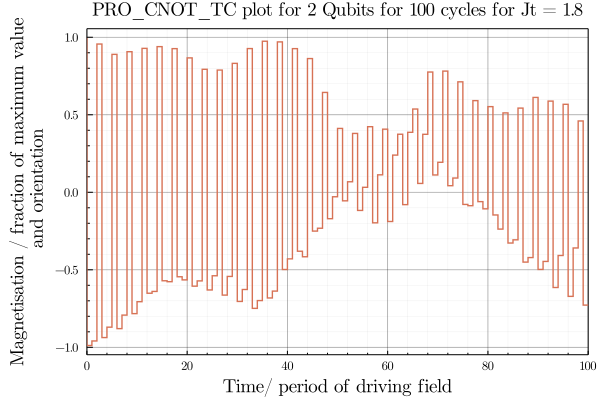 PRO_CNOT_TC plot for 2 Qubits for 100 cycles for Jt = 1.8
Magnetisation / fraction of maximum value
and orientation
1.0
0.5
0.0
−0.5
−1.0
0 20 40 60 80 100
Time/ period of driving field